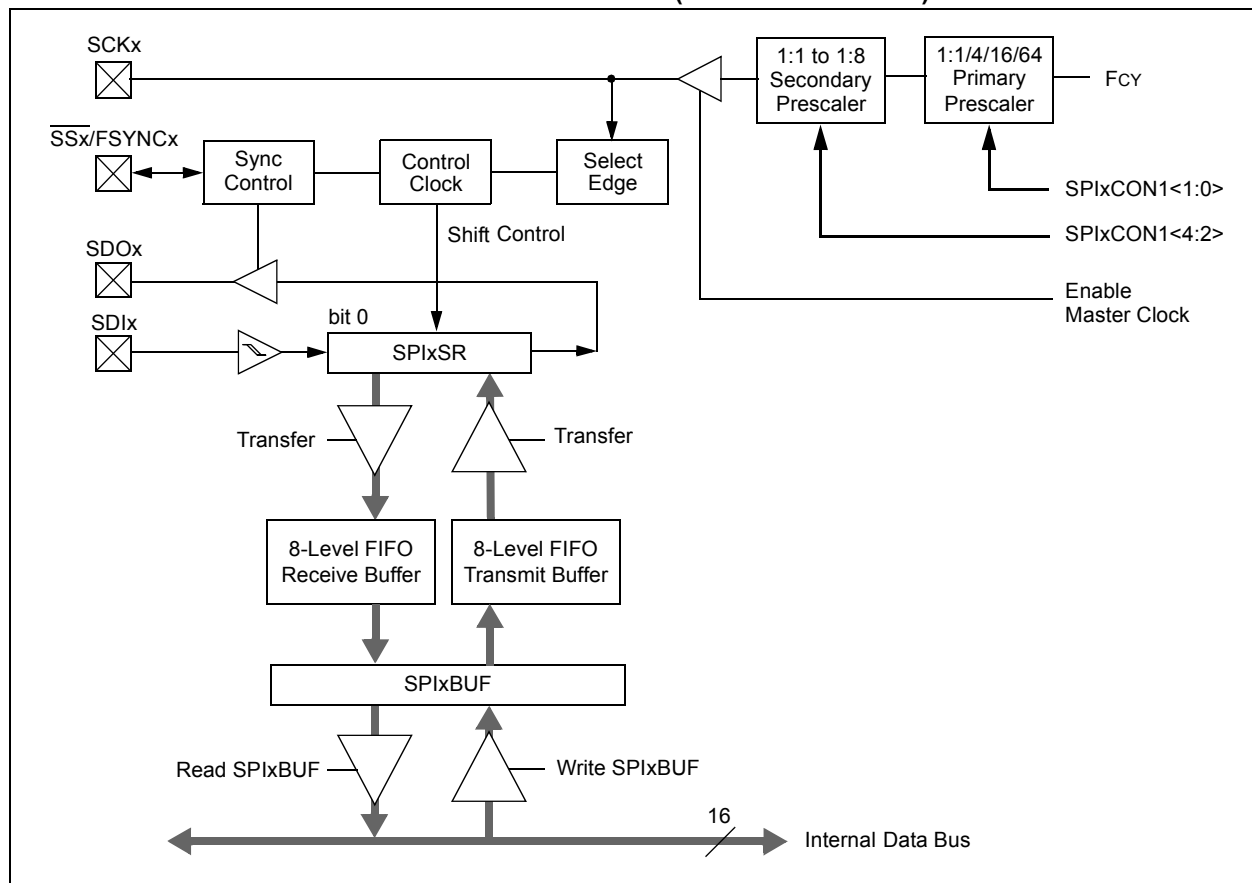 SCKx
1:1 to 1:8
Secondary
Prescaler
1:1/4/16/64
Primary
Prescaler
FCY
SSx/FSYNCx
Sync
Control
Control
Clock
Select
Edge
SPIxCON1<1:0>
Shift Control
SPIxCON1<4:2>
SDOx
Enable
Master Clock
bit 0
SDIx
SPIxSR
Transfer
Transfer
8-Level FIFO
Receive Buffer
8-Level FIFO
Transmit Buffer
SPIxBUF
Read SPIxBUF
Write SPIxBUF
16
Internal Data Bus